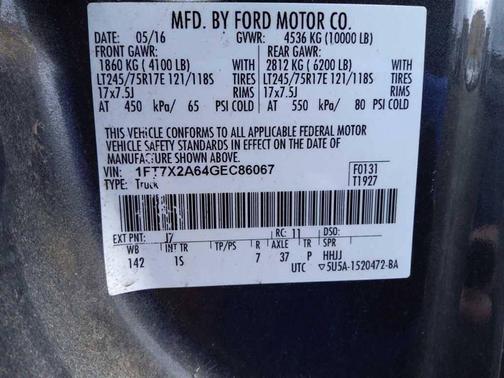 MFD. BY FORD MOTOR CO.
DATE: 05/16 GVWR: 4536 KG (10000 LB)
FRONT GAWR: REAR GAWR:
1860 KG ( 4100 LB) 2812 KG ( 6200 LB)
LT245/75R17E 121/118S TIRES LT245/75R17E 121/118S TIRES
17x7.5J RIMS 17x7.5J RIMS
AT 450 kPa/ 65 PSI COLD AT 550 kPa/ 80 PSI COLD
THIS VEHICLE CONFORMS TO ALL APPLICABLE FEDERAL MOTOR
VEHICLE SAFETY STANDARDS IN EFFECT ON THE DATE OF
MANUFACTURE SHOWN ABOVE.
VIN: 1FT7X2A64GEC86067 F0131
TYPE: Truck T1927
EXT PNT: J7 RC: 11 DSO:
WB INT TR TP/PS R AXLE TR SPR
142 1S 7 37 P HHJJ
UTC ▽5U5A-1520472-BA